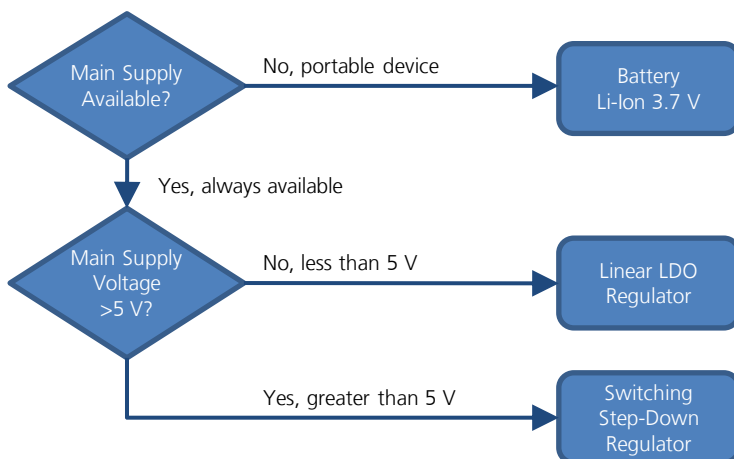 Main Supply
Available?
No, portable device
Battery
Li-Ion 3.7 V
Yes, always available
Main Supply
Voltage
>5 V?
No, less than 5 V
Linear LDO
Regulator
Yes, greater than 5 V
Switching
Step-Down
Regulator